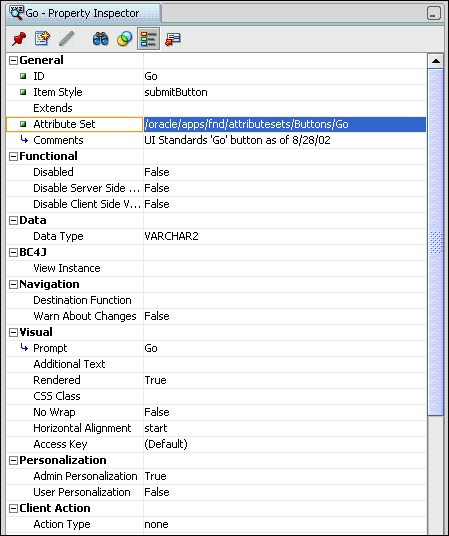 Go - Property Inspector
General
ID Go
Item Style submitButton
Extends
Attribute Set /oracle/apps/fnd/attributesets/Buttons/Go
Comments UI Standards 'Go' button as of 8/28/02
Functional
Disabled False
Disable Server Side ... False
Disable Client Side V... False
Data
Data Type VARCHAR2
BC4J
View Instance
Navigation
Destination Function
Warn About Changes False
Visual
Prompt Go
Additional Text
Rendered True
CSS Class
No Wrap False
Horizontal Alignment start
Access Key (Default)
Personalization
Admin Personalization True
User Personalization False
Client Action
Action Type none